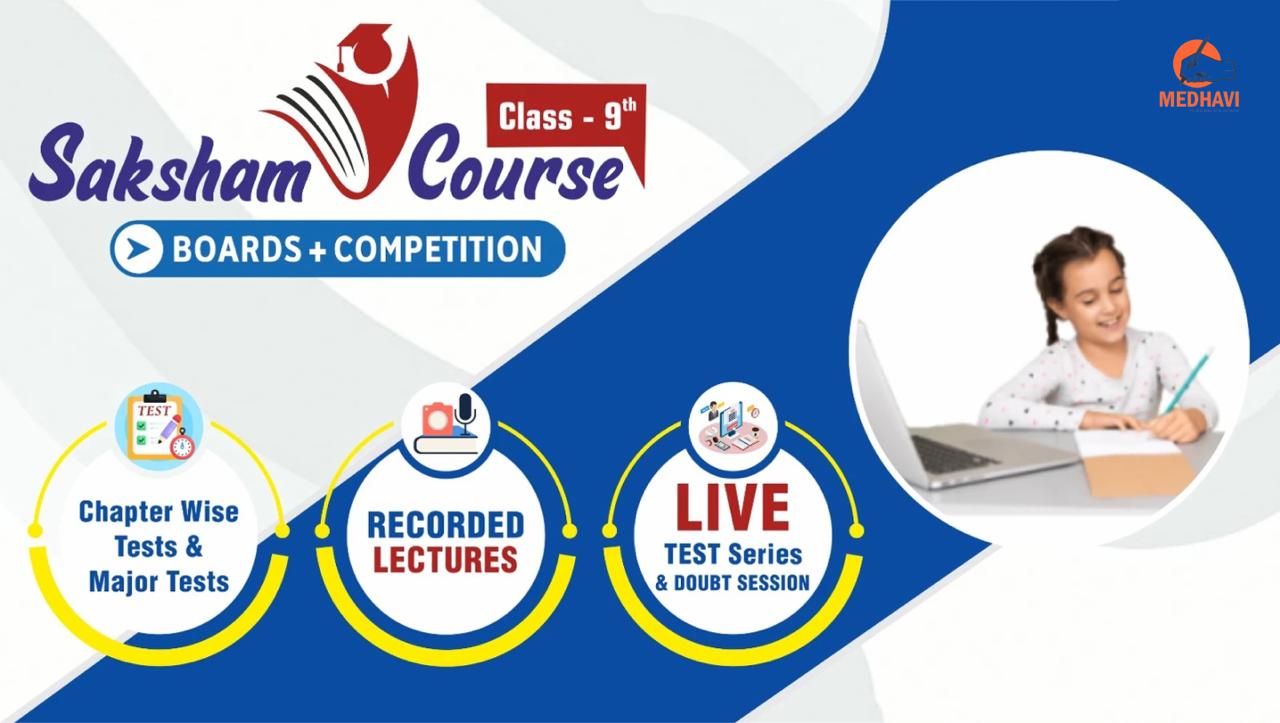 Saksham Course
Class - 9th
BOARDS + COMPETITION
MEDHAVI
TEST
Chapter Wise
Tests &
Major Tests
RECORDED
LECTURES
LIVE
TEST Series
& DOUBT SESSION